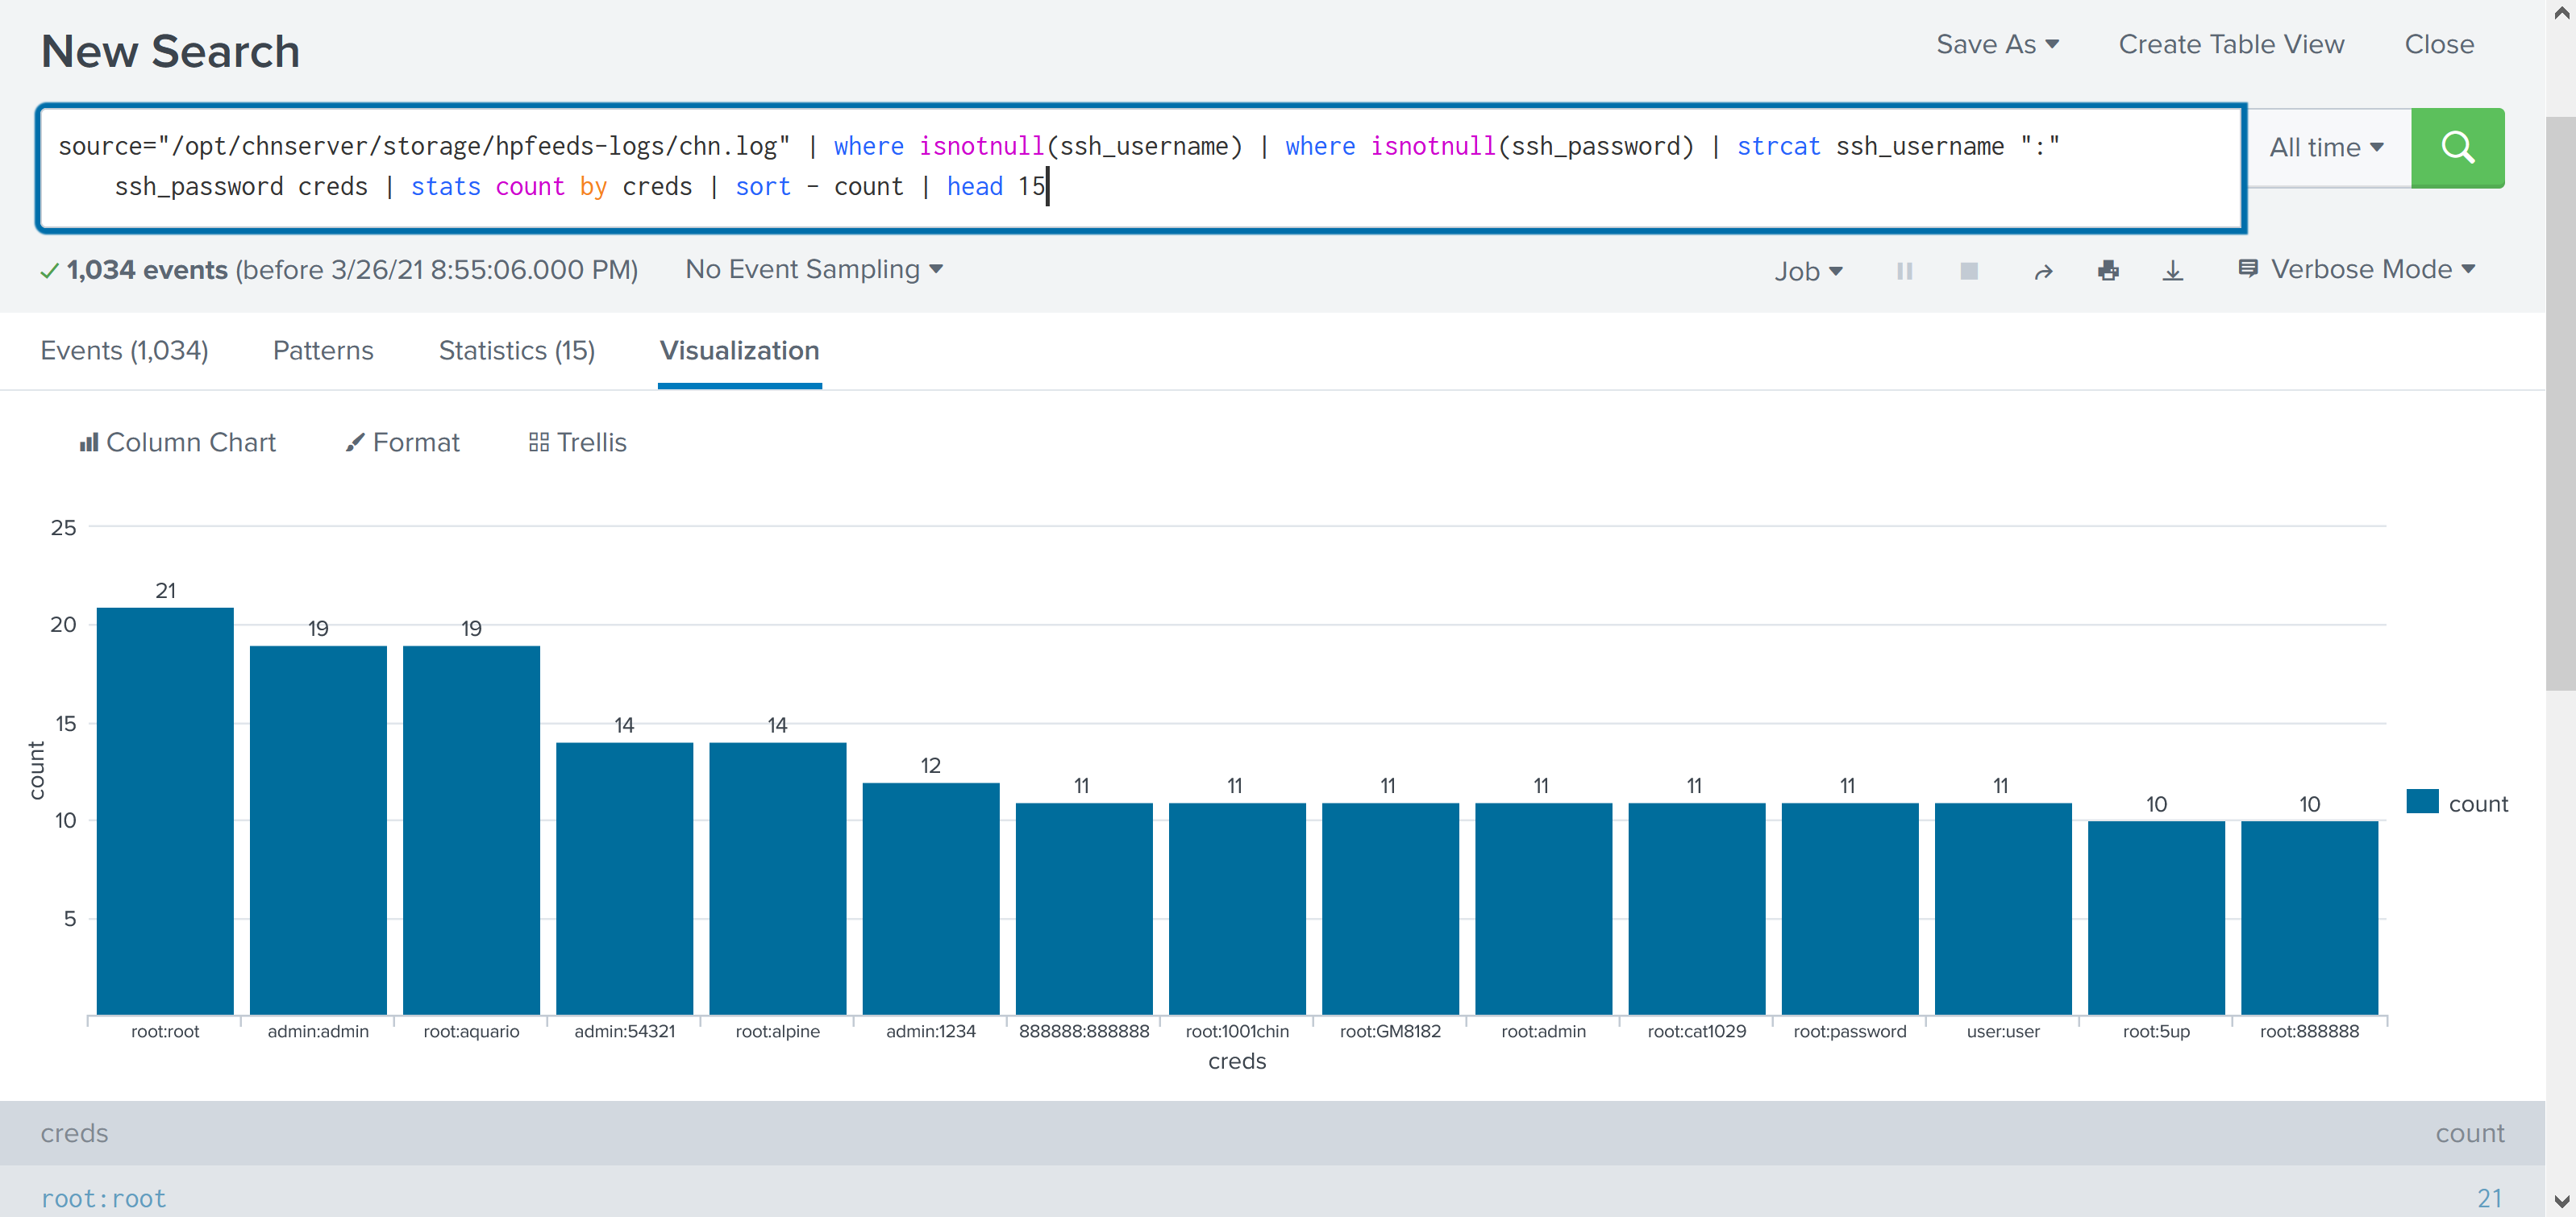 New Search
Save As
Create Table View
Close
source="/opt/chnserver/storage/hpfeeds-logs/chn.log" | where isnotnull(ssh_username) | where isnotnull(ssh_password) | strcat ssh_username ":"
ssh_password creds | stats count by creds | sort - count | head 15
All time
1,034 events (before 3/26/21 8:55:06.000 PM)
No Event Sampling
Job
Verbose Mode
Events (1,034)
Patterns
Statistics (15)
Visualization
Column Chart
Format
Trellis
25
20
15
10
5
count
21
19
19
14
14
12
11
11
11
11
11
11
11
10
10
root:root
admin:admin
root:aquario
admin:54321
root:alpine
admin:1234
888888:888888
root:1001chin
root:GM8182
root:admin
root:cat1029
root:password
user:user
root:5up
root:888888
creds
count
creds
count
root:root
21